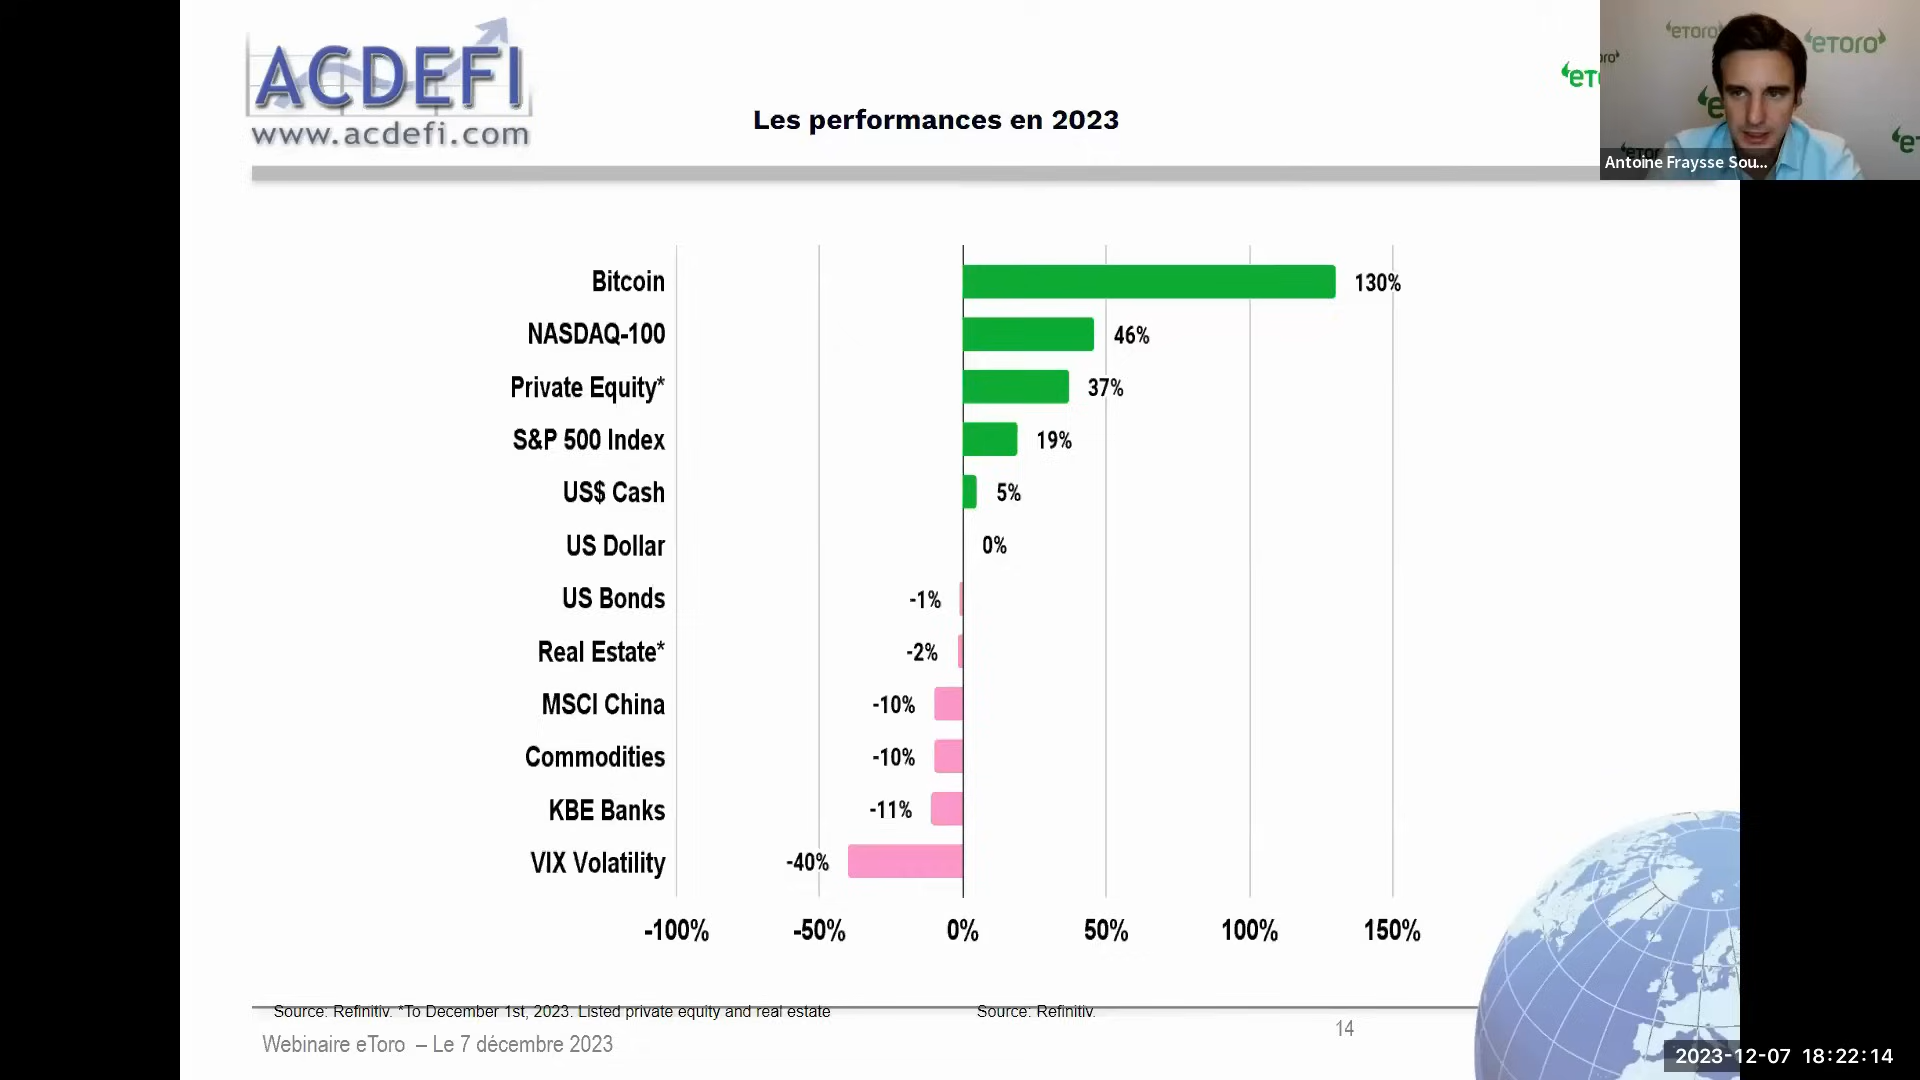 ACDEFI
www.acdefi.com
Les performances en 2023
eTORO
eTORO
Antoine Fraysse Sou...
Bitcoin 130%
NASDAQ-100 46%
Private Equity* 37%
S&P 500 Index 19%
US$ Cash 5%
US Dollar 0%
US Bonds -1%
Real Estate* -2%
MSCI China -10%
Commodities -10%
KBE Banks -11%
VIX Volatility -40%
-100% -50% 0% 50% 100% 150%
Source: Refinitiv. *To December 1st, 2023. Listed private equity and real estate
Source: Refinitiv.
14
Webinaire eToro – Le 7 décembre 2023
2023-12-07 18:22:14